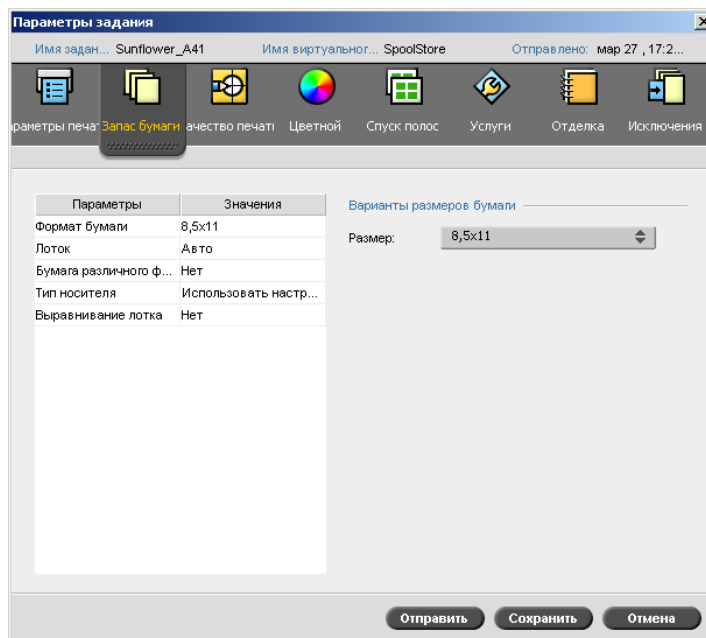 Параметры задания
Имя задан... Sunflower_A41 Имя виртуальног... SpoolStore Отправлено: мар 27 , 17:2...
раметры печа Запас бумаги ачество печати Цветной Спуск полос Услуги Отделка Исключения
Параметры Значения Варианты размеров бумаги
Формат бумаги 8,5x11 Размер: 8,5x11
Лоток Авто
Бумага различного ф... Нет
Тип носителя Использовать настр...
Выравнивание лотка Нет
Отправить Сохранить Отмена